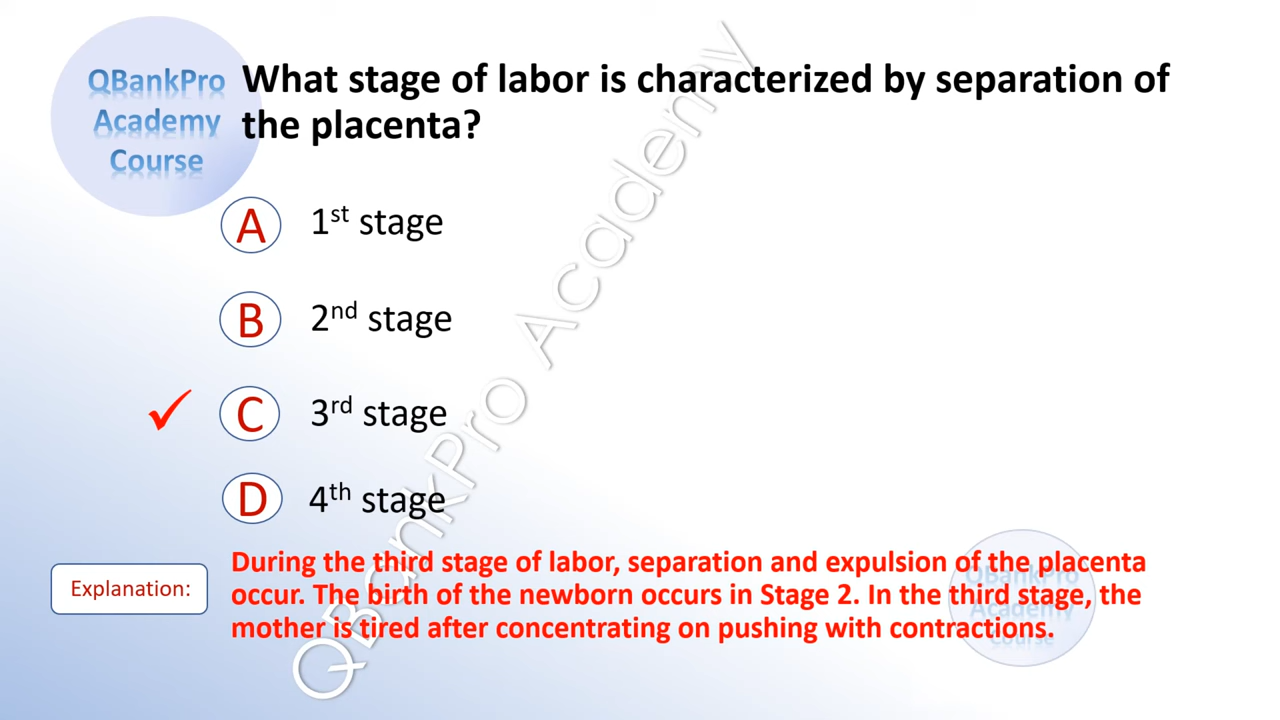 QBankPro
Academy
Course
What stage of labor is characterized by separation of
the placenta?
A 1st stage
B 2nd stage
C 3rd stage
D 4th stage
Explanation:
During the third stage of labor, separation and expulsion of the placenta
occur. The birth of the newborn occurs in Stage 2. In the third stage, the
mother is tired after concentrating on pushing with contractions.
QBankPro Academy
QBankPro
Academy
Course